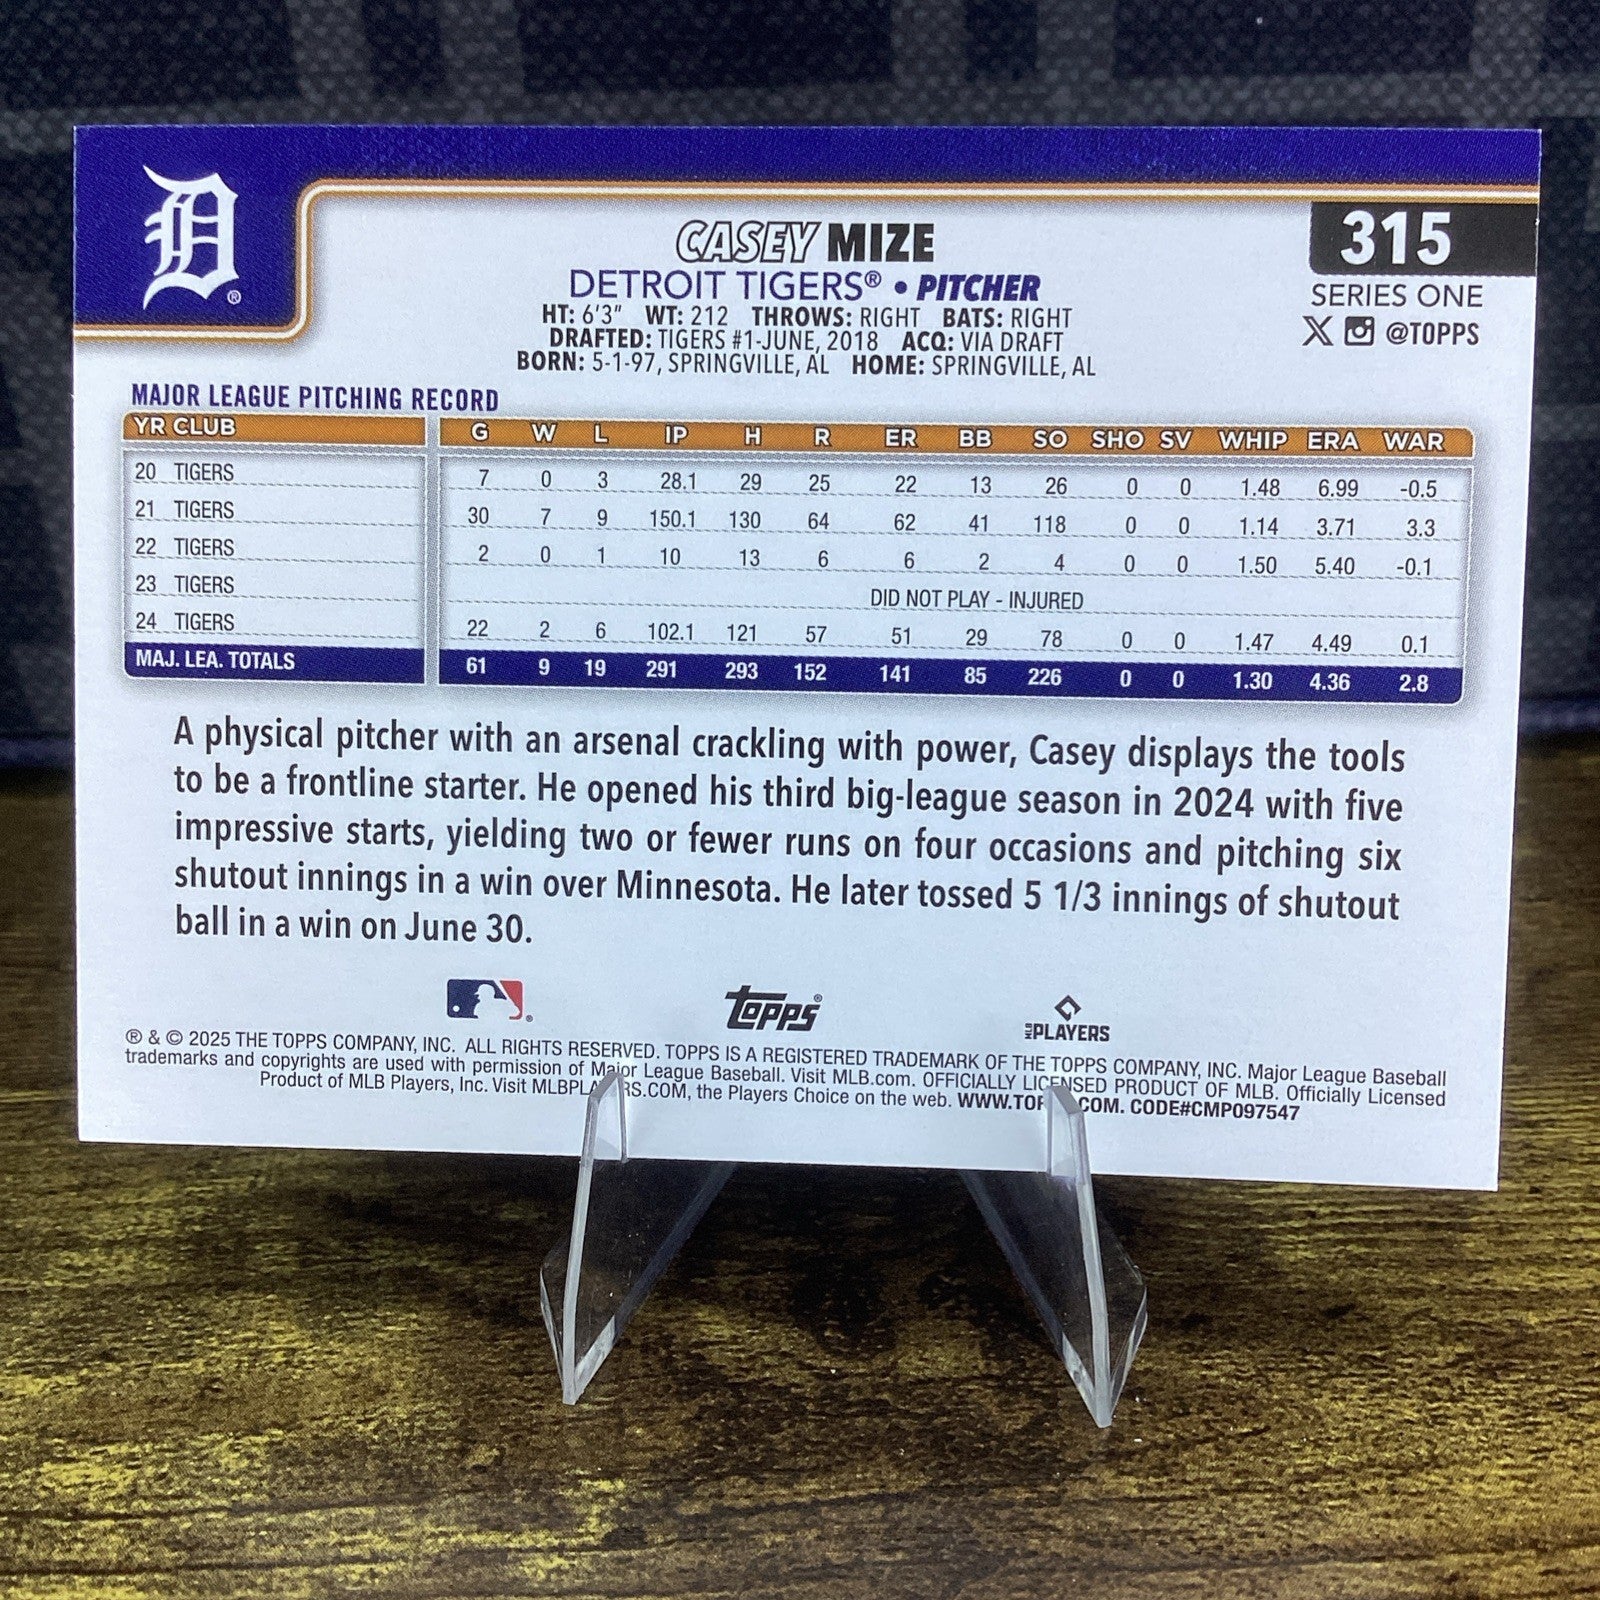 D®
CASEY MIZE
315
DETROIT TIGERS® • PITCHER
SERIES ONE
HT: 6'3" WT: 212 THROWS: RIGHT BATS: RIGHT
@TOPPS
DRAFTED: TIGERS #1-JUNE, 2018 ACQ: VIA DRAFT
BORN: 5-1-97, SPRINGVILLE, AL HOME: SPRINGVILLE, AL
MAJOR LEAGUE PITCHING RECORD
YR CLUB G W L IP H R ER BB SO SHO SV WHIP ERA WAR
20 TIGERS 7 0 3 28.1 29 25 22 13 26 0 0 1.48 6.99 -0.5
21 TIGERS 30 7 9 150.1 130 64 62 41 118 0 0 1.14 3.71 3.3
22 TIGERS 2 0 1 10 13 6 6 2 4 0 0 1.50 5.40 -0.1
23 TIGERS DID NOT PLAY - INJURED
24 TIGERS 22 2 6 102.1 121 57 51 29 78 0 0 1.47 4.49 0.1
MAJ. LEA. TOTALS 61 9 19 291 293 152 141 85 226 0 0 1.30 4.36 2.8
A physical pitcher with an arsenal crackling with power, Casey displays the tools
to be a frontline starter. He opened his third big-league season in 2024 with five
impressive starts, yielding two or fewer runs on four occasions and pitching six
shutout innings in a win over Minnesota. He later tossed 5 1/3 innings of shutout
ball in a win on June 30.
TOPPS®
MLB PLAYERS
® & © 2025 THE TOPPS COMPANY, INC. ALL RIGHTS RESERVED. TOPPS IS A REGISTERED TRADEMARK OF THE TOPPS COMPANY, INC. Major League Baseball
trademarks and copyrights are used with permission of Major League Baseball. Visit MLB.com. OFFICIALLY LICENSED PRODUCT OF MLB. Officially Licensed
Product of MLB Players, Inc. Visit MLBPLAYERS.COM, the Players Choice on the web. WWW.TOPPS.COM. CODE#CMP097547